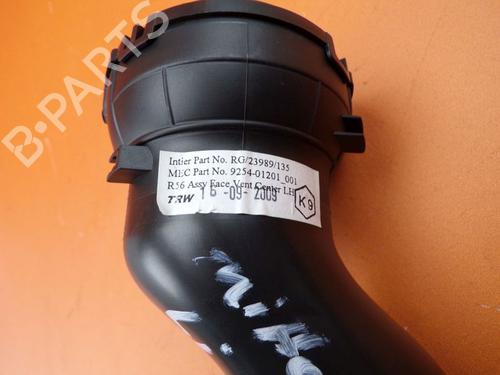 B-PARTS
Intier Part No. RG/23989/135
MEC Part No. 9254-01201_001
R56 Assy Face Vent Center LH
TRW 16-09-2009
K9